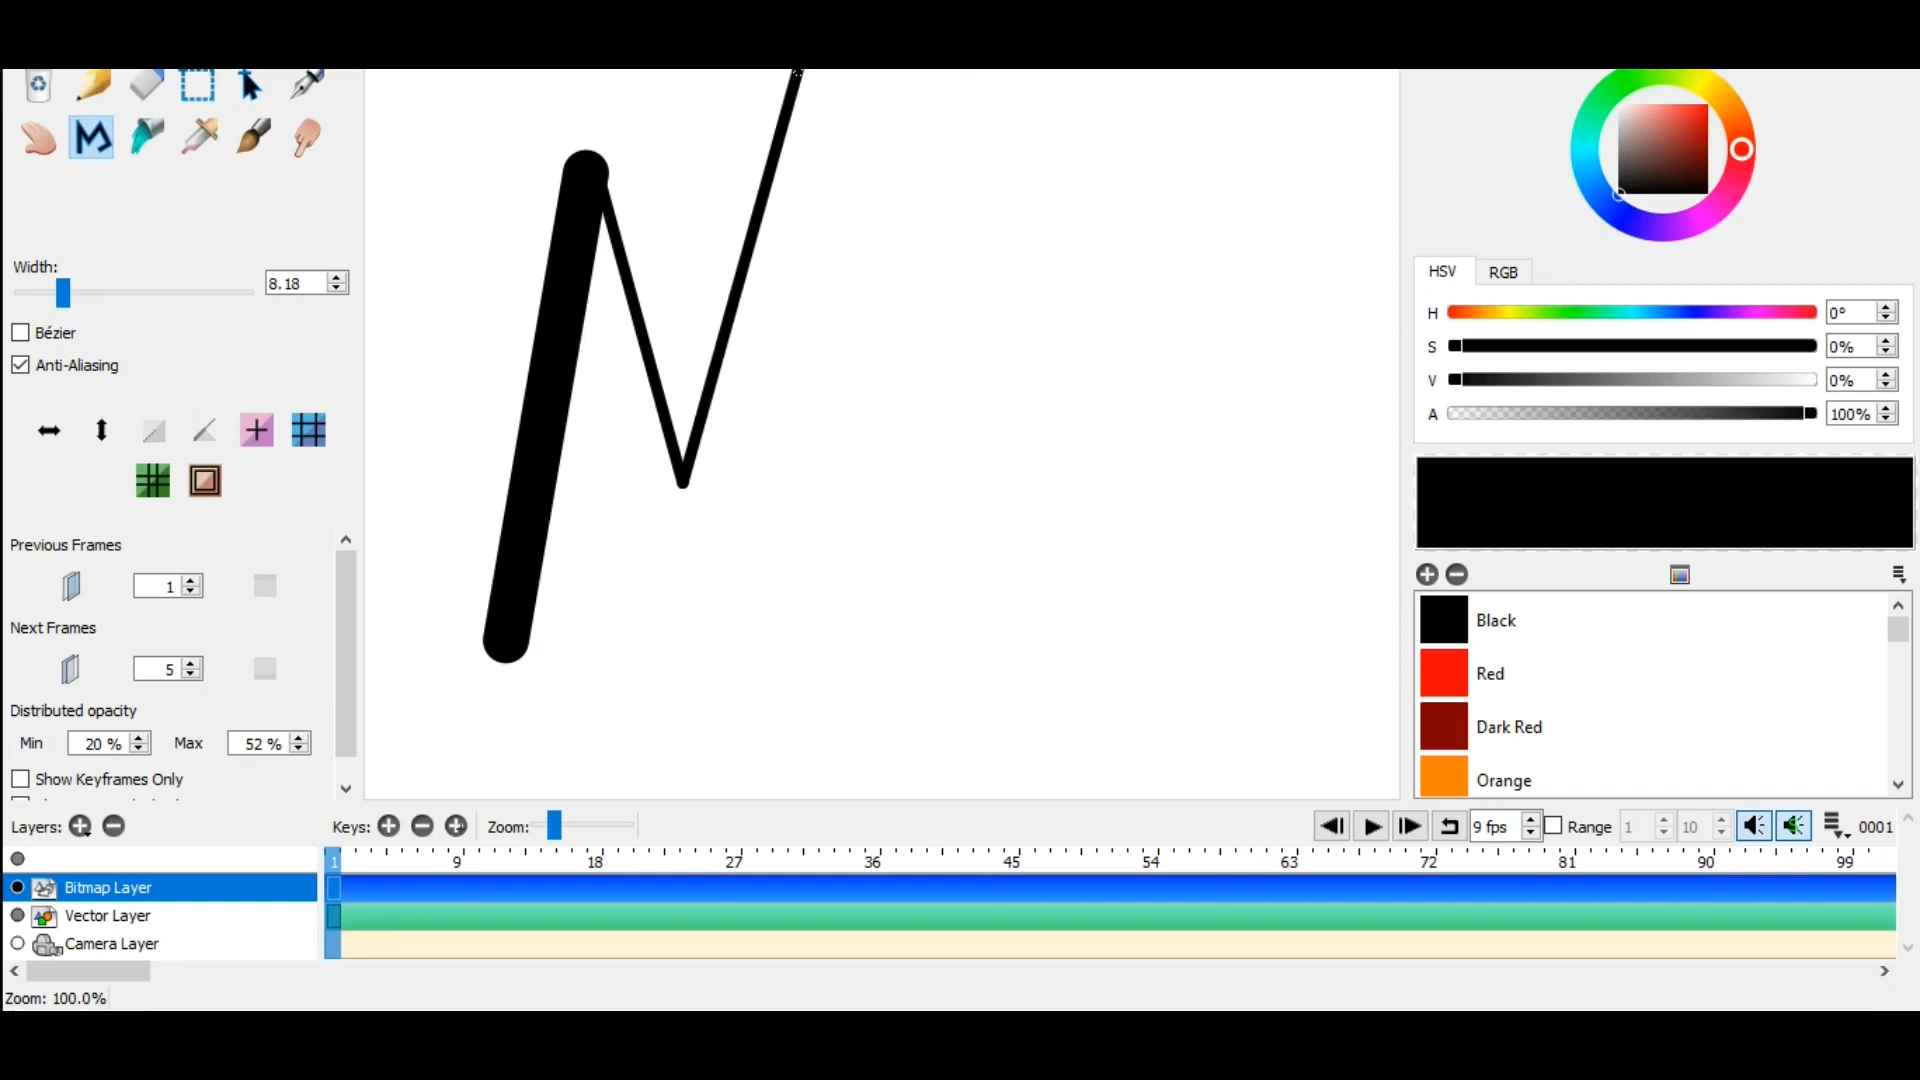 Width:
8.18
Bézier
Anti-Aliasing
HSV RGB
H 0°
S 0%
V 0%
A 100%
Previous Frames
1
Next Frames
5
Distributed opacity
Min 20 % Max 52 %
Show Keyframes Only
Black
Red
Dark Red
Orange
Layers: Keys: Zoom: 9 fps Range 1 10 0001
1 9 18 27 36 45 54 63 72 81 90 99
Bitmap Layer
Vector Layer
Camera Layer
Zoom: 100.0%